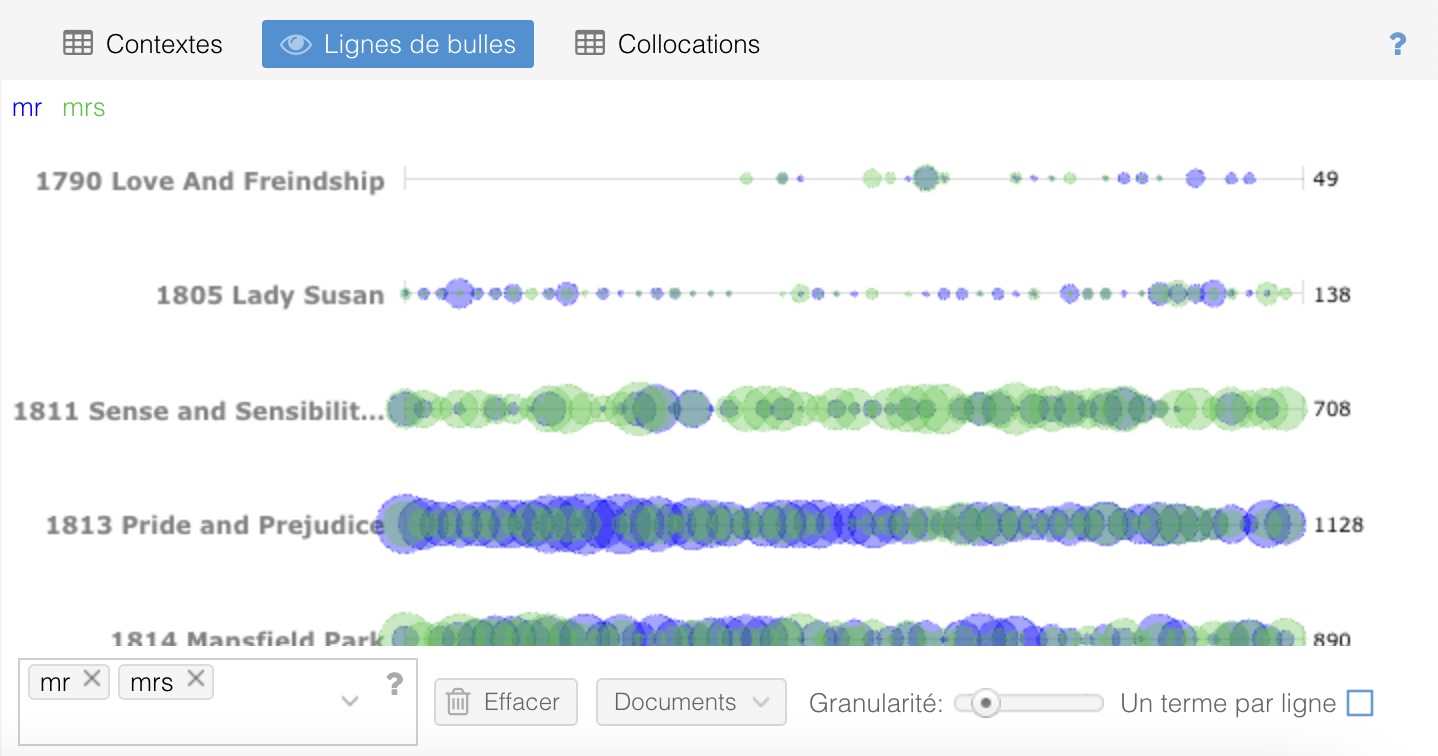 Contextes Lignes de bulles Collocations ?
mr mrs
1790 Love And Freindship 49
1805 Lady Susan 138
1811 Sense and Sensibilit... 708
1813 Pride and Prejudice 1128
1814 Mansfield Park 890
mr mrs ? Effacer Documents Granularité: Un terme par ligne